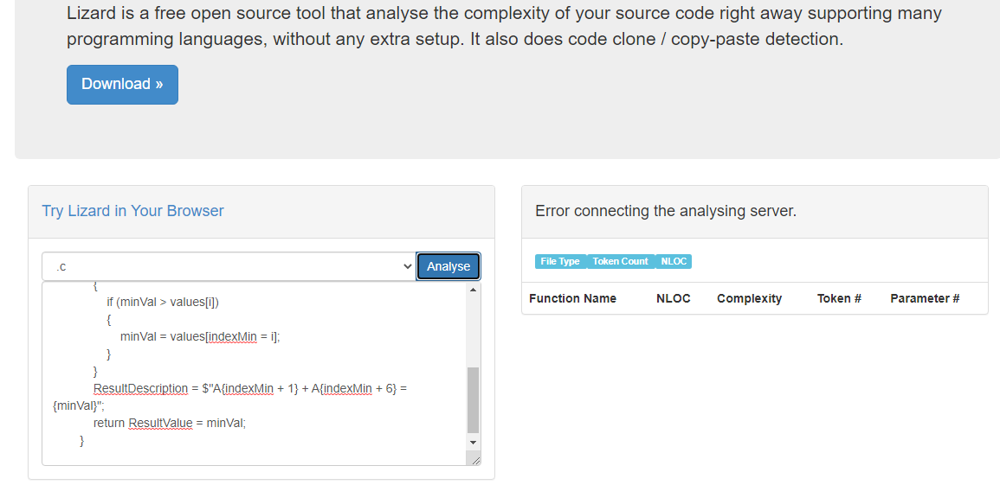 Lizard is a free open source tool that analyse the complexity of your source code right away supporting many
programming languages, without any extra setup. It also does code clone / copy-paste detection.
Download »
Try Lizard in Your Browser
.c
Analyse
{
if (minVal > values[i])
{
minVal = values[indexMin = i];
}
}
ResultDescription = $"A{indexMin + 1} + A{indexMin + 6} =
{minVal}";
return ResultValue = minVal;
}
Error connecting the analysing server.
File Type Token Count NLOC
Function Name NLOC Complexity Token # Parameter #